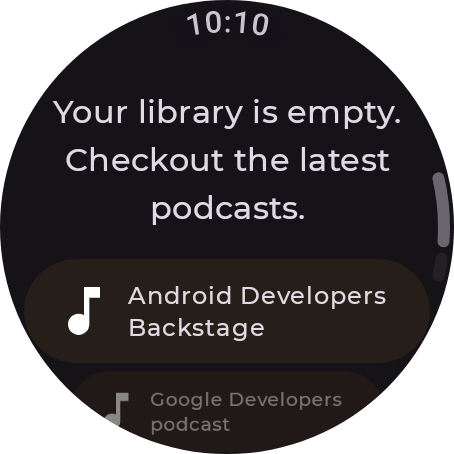 10:10
Your library is empty.
Checkout the latest
podcasts.
Android Developers
Backstage
Google Developers
podcast